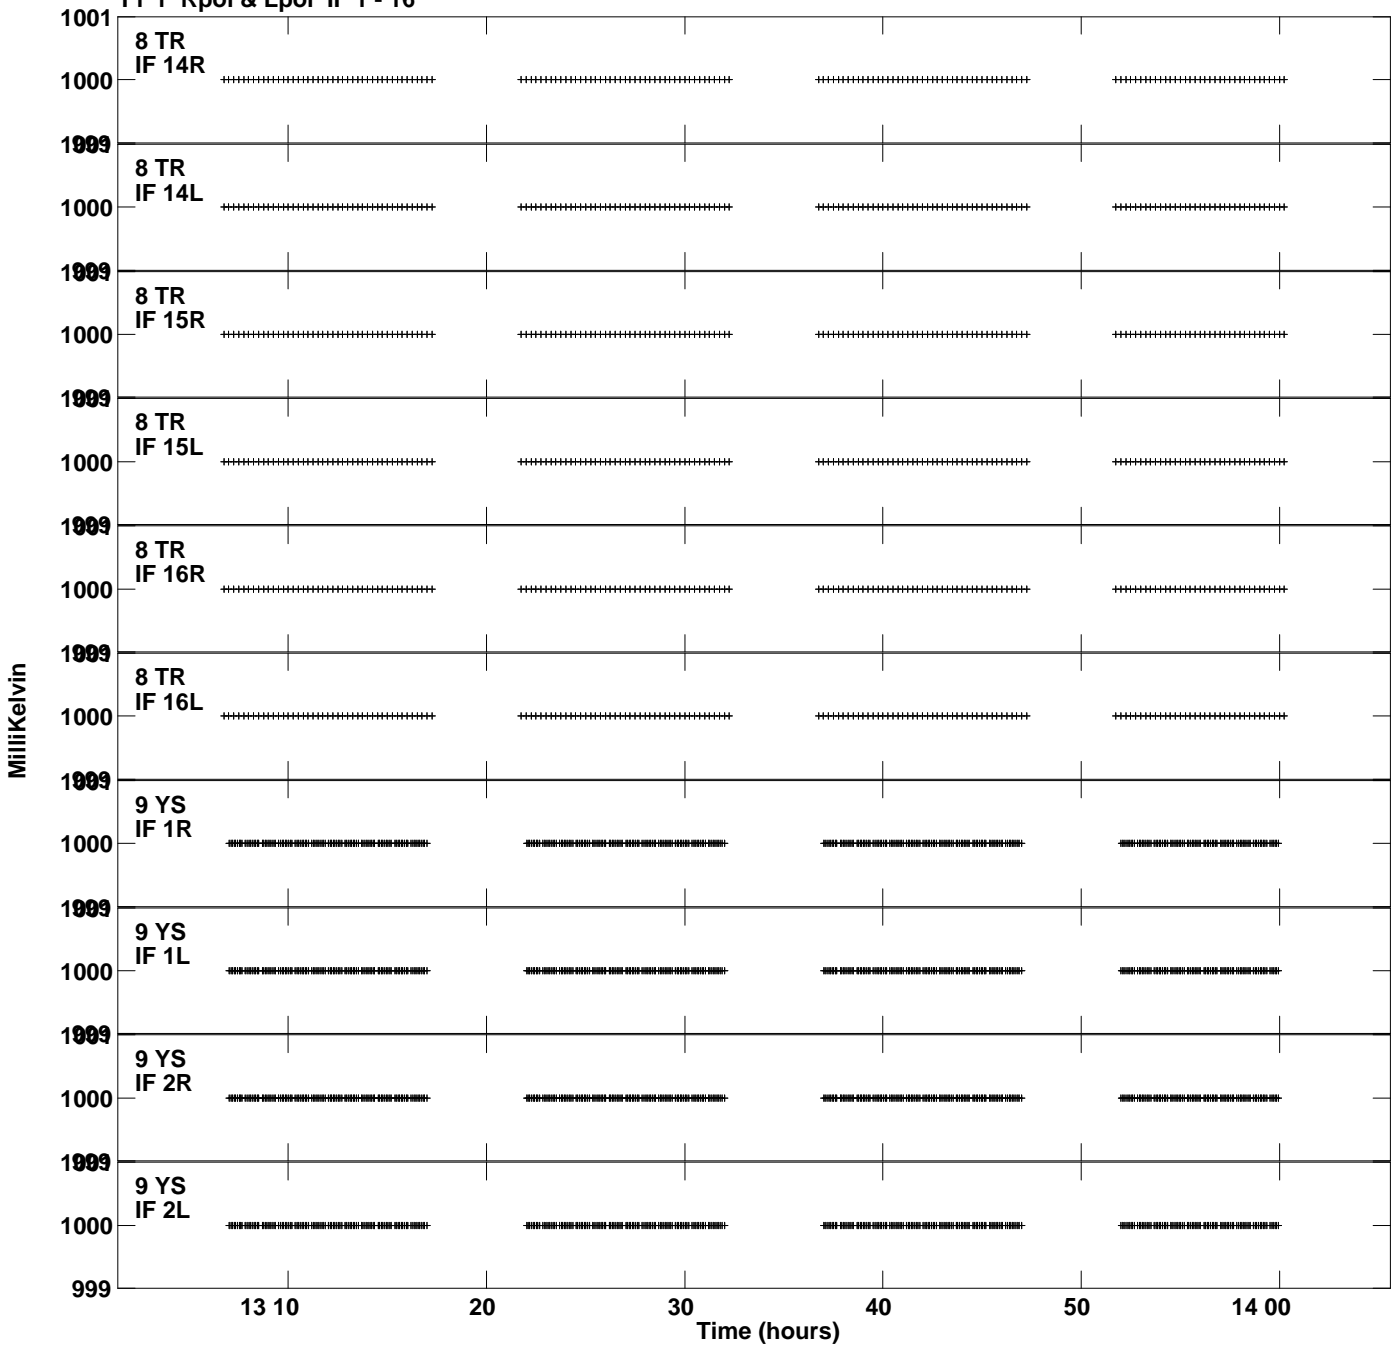 1001
8 TR
IF 14R
1000
8 TR
IF 14L
1000
8 TR
IF 15R
1000
8 TR
IF 15L
1000
8 TR
IF 16R
1000
8 TR
IF 16L
1000
MilliKelvin
9 YS
IF 1R
1000
9 YS
IF 1L
1000
9 YS
IF 2R
1000
9 YS
IF 2L
1000
999
13 10 20 30 40 50 14 00
Time (hours)